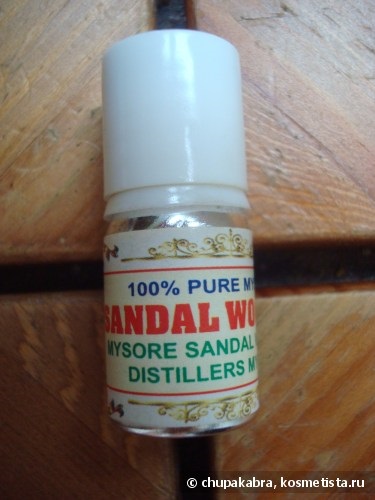 100% PURE MY
SANDAL WO
MYSORE SANDAL
DISTILLERS M
© chupakabra, kosmetista.ru